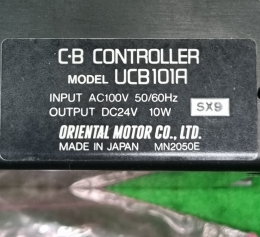 C·B CONTROLLER
MODEL UCB101A
INPUT AC100V 50/60Hz
OUTPUT DC24V 10W SX9
ORIENTAL MOTOR CO., LTD.
MADE IN JAPAN MN2050E